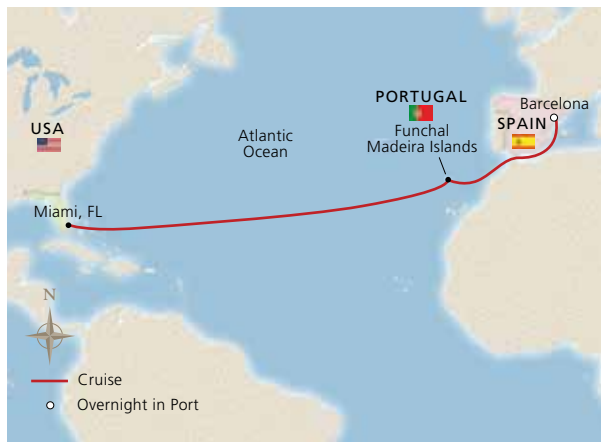 PORTUGAL
Funchal
Madeira Islands
Barcelona
SPAIN
USA
Atlantic
Ocean
Miami, FL
N
Cruise
Overnight in Port